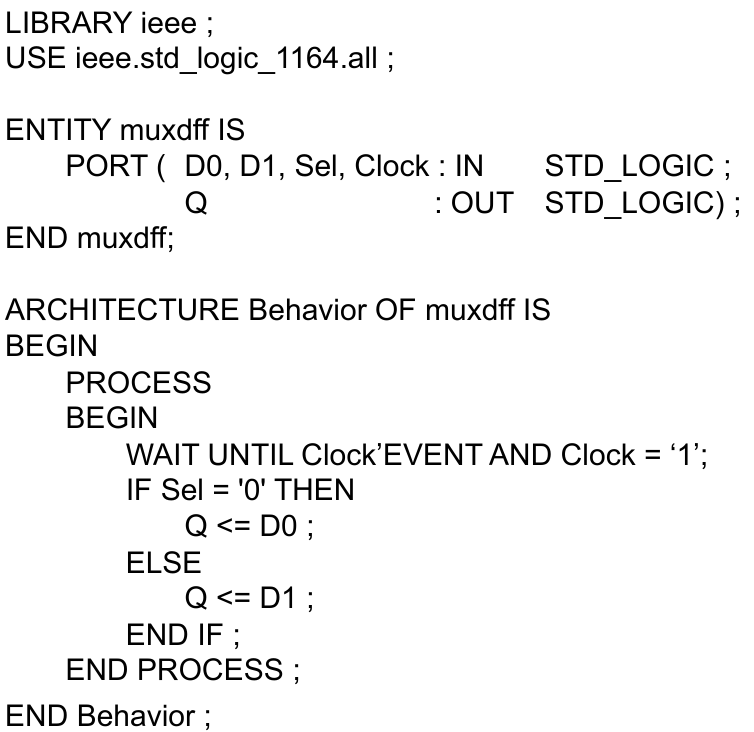 LIBRARY ieee ;
USE ieee.std_logic_1164.all ;
ENTITY muxdff IS
PORT ( D0, D1, Sel, Clock : IN STD_LOGIC ;
Q : OUT STD_LOGIC) ;
END muxdff;
ARCHITECTURE Behavior OF muxdff IS
BEGIN
PROCESS
BEGIN
WAIT UNTIL Clock’EVENT AND Clock = ‘1’;
IF Sel = '0' THEN
Q <= D0 ;
ELSE
Q <= D1 ;
END IF ;
END PROCESS ;
END Behavior ;